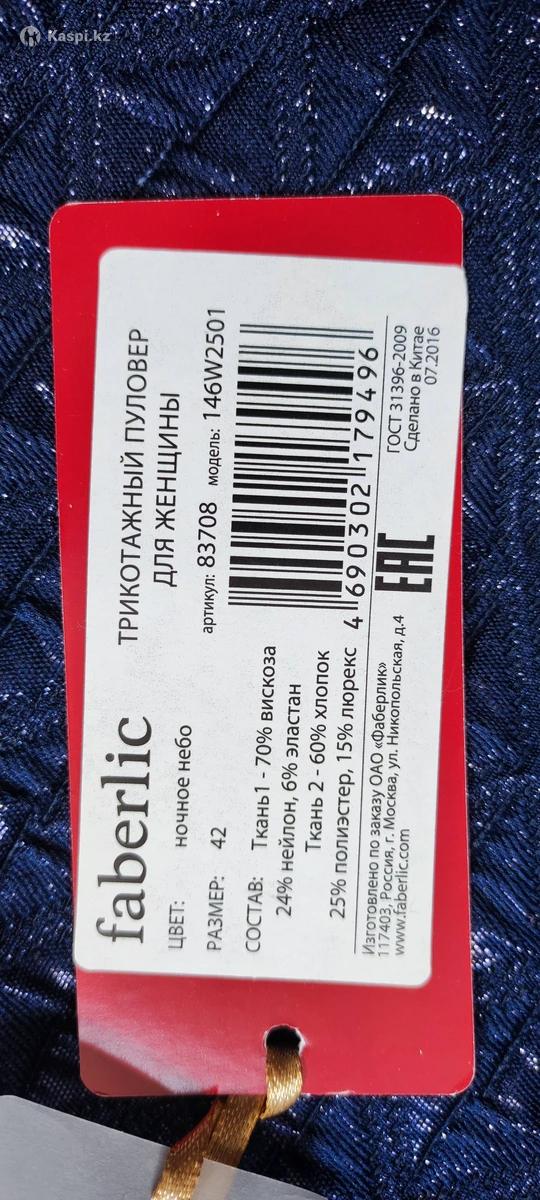 Kaspi.kz
faberlic
ТРИКОТАЖНЫЙ ПУЛОВЕР
ДЛЯ ЖЕНЩИНЫ
ЦВЕТ: ночное небо
РАЗМЕР: 42
артикул: 83708 модель: 146W2501
СОСТАВ: Ткань1 - 70% вискоза
24% нейлон, 6% эластан
Ткань 2 - 60% хлопок
25% полиэстер, 15% люрекс
4 690302 179496
Изготовлено по заказу ОАО «Фаберлик»
117403, Россия, г. Москва, ул. Никопольская, д.4
www.faberlic.com
EAC
ГОСТ 31396-2009
Сделано в Китае
07.2016